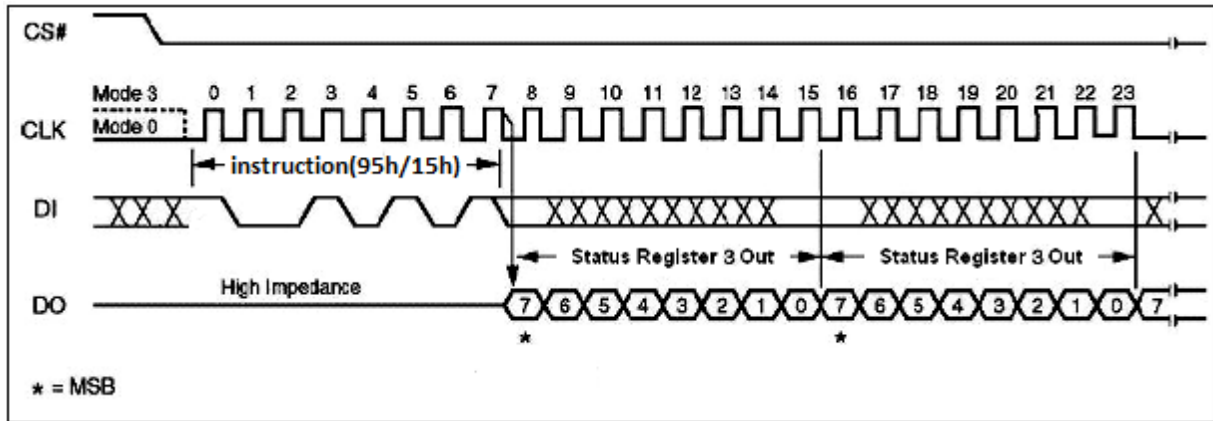 CS#
Mode 3 0 1 2 3 4 5 6 7 8 9 10 11 12 13 14 15 16 17 18 19 20 21 22 23
CLK Mode 0
instruction(95h/15h)
DI
Status Register 3 Out Status Register 3 Out
High Impedance
DO 7 6 5 4 3 2 1 0 7 6 5 4 3 2 1 0 7
* *
* = MSB